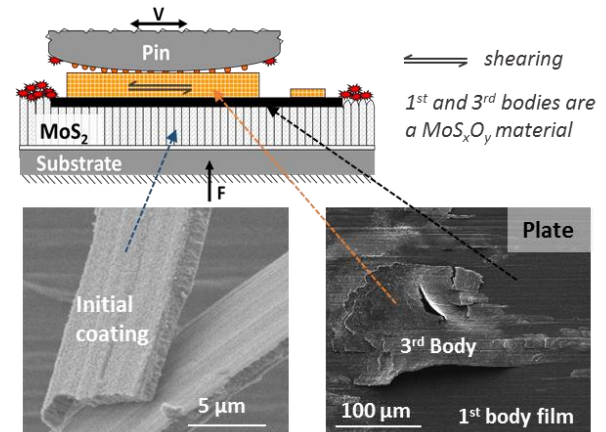 V
Pin
shearing
1st and 3rd bodies are
a MoSxOy material
MoS2
Substrate
F
Initial
coating
5 µm
Plate
3rd Body
100 µm
1st body film